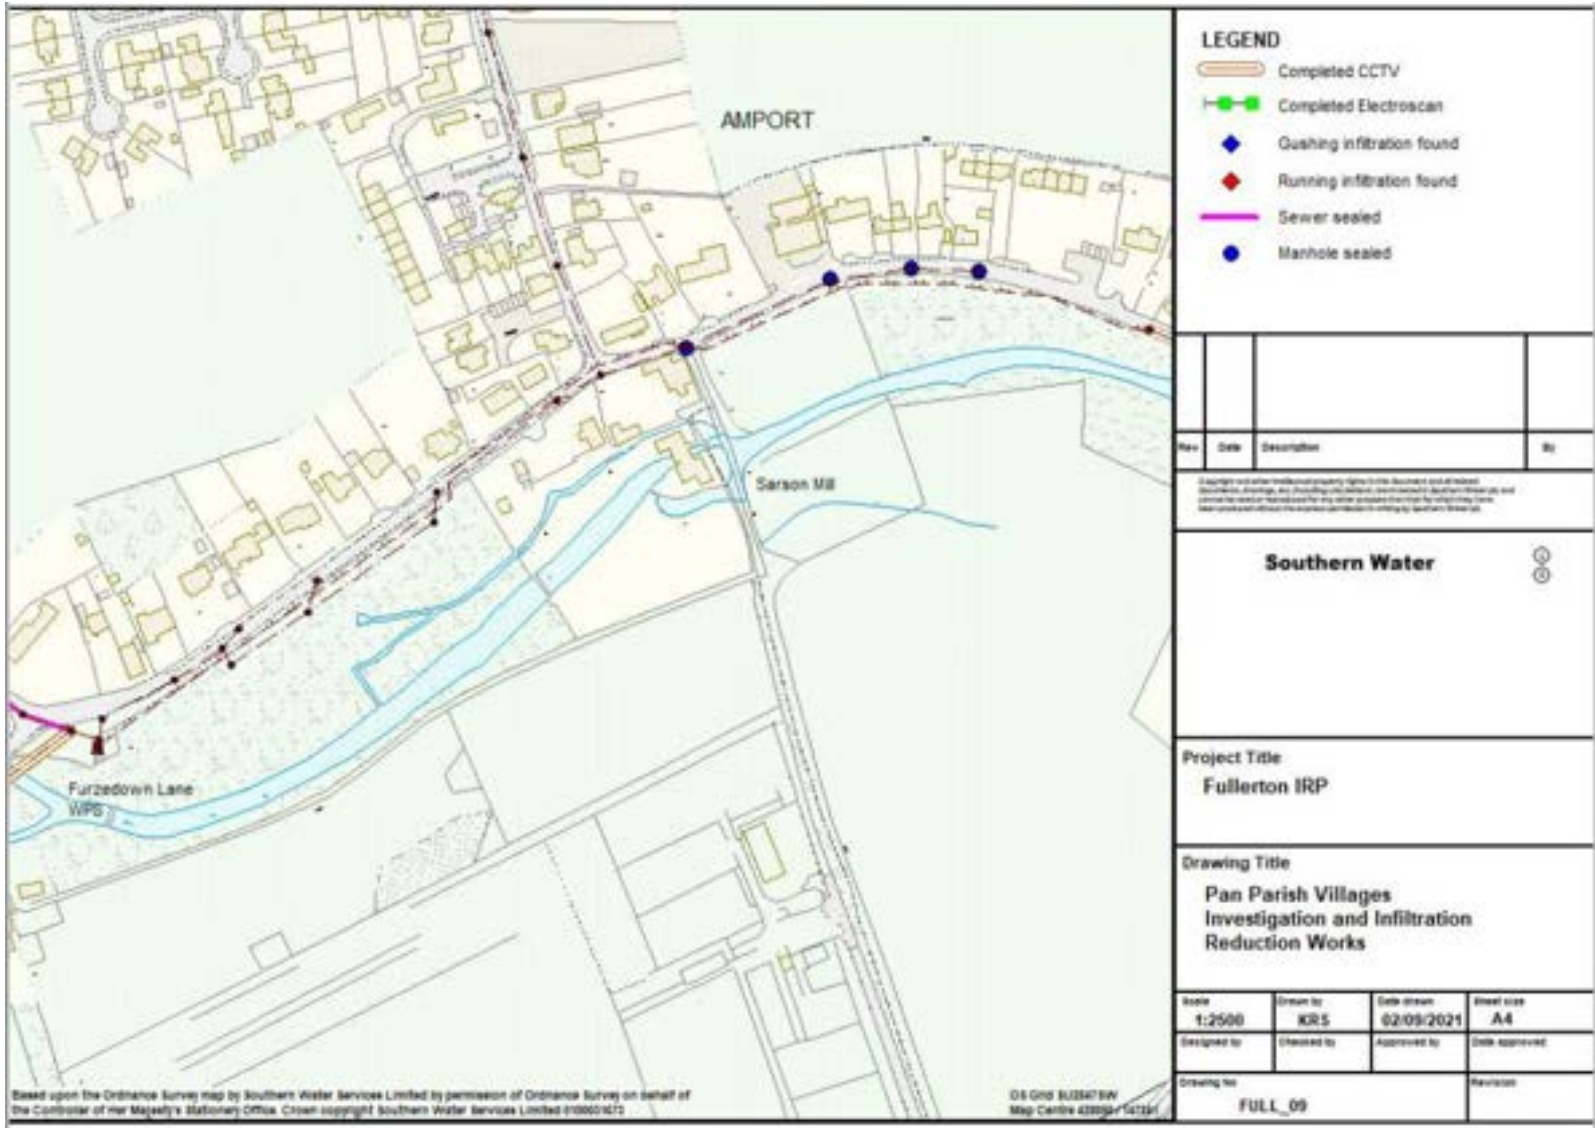 AMPORT
Sarson Mill
Furzedown Lane
WPS
Based upon the Ordnance Survey map by Southern Water Services Limited by permission of Ordnance Survey on behalf of
the Controller of Her Majesty's Stationery Office. Crown copyright Southern Water Services Limited
OS Grid
Map Centre
LEGEND
Completed CCTV
Completed Electroscan
Gushing infiltration found
Running infiltration found
Sewer sealed
Manhole sealed
Rev Date Description By
Southern Water
Project Title
Fullerton IRP
Drawing Title
Pan Parish Villages
Investigation and Infiltration
Reduction Works
Scale Drawn by Date drawn Sheet size
1:2500 KRS 02/09/2021 A4
Designed by Checked by Approved by Date approved
Drawing No Revision
FULL_09